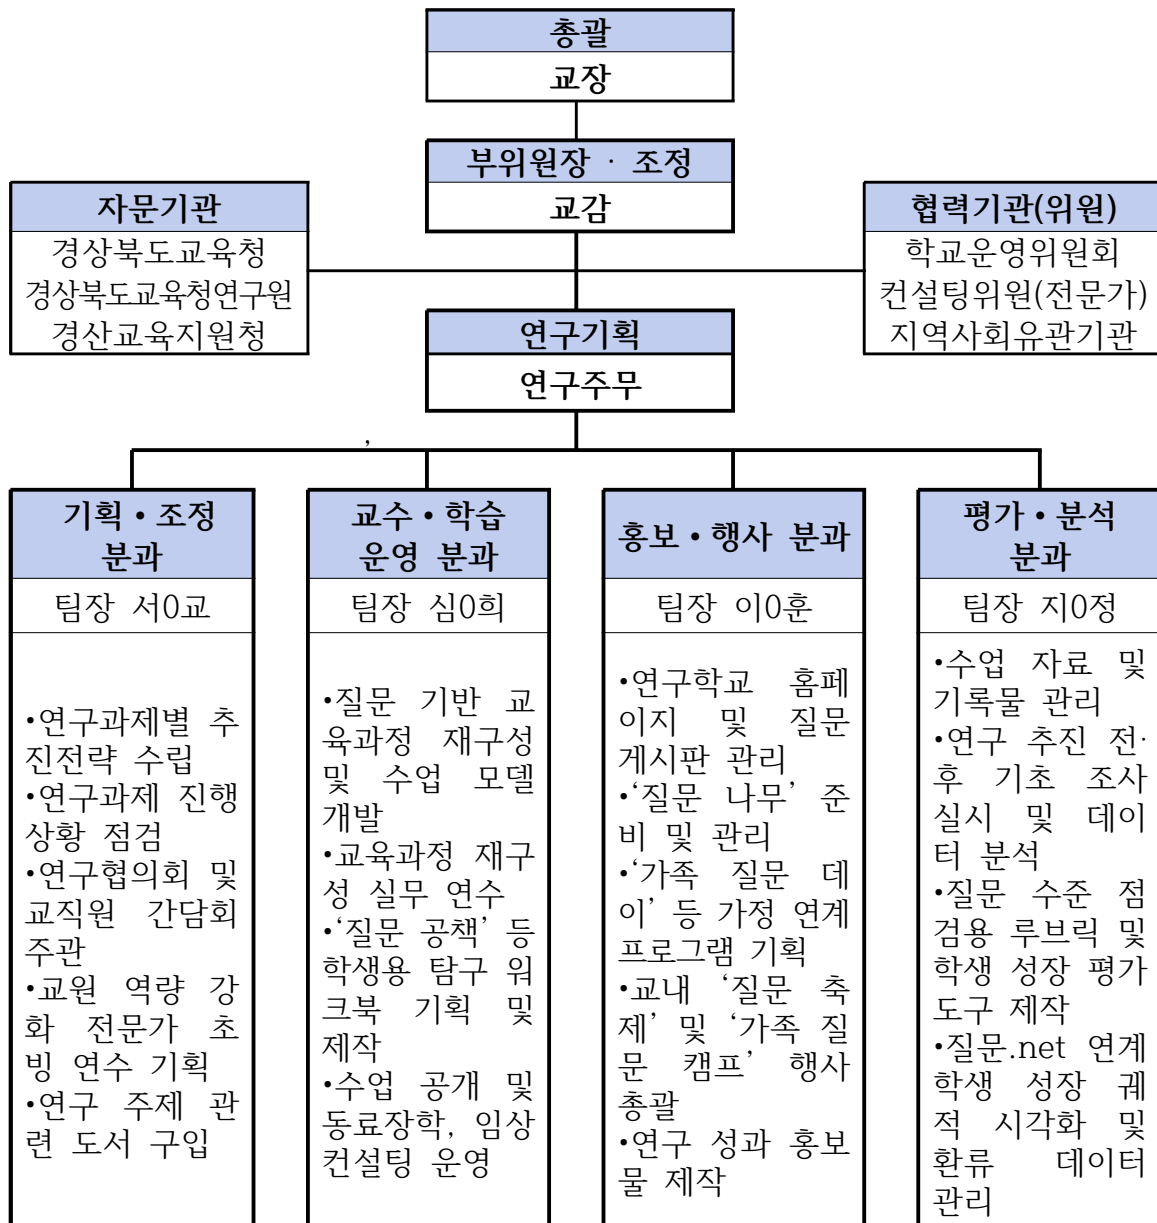 총괄
교장
부위원장 · 조정
교감
자문기관
경상북도교육청
경상북도교육청연구원
경산교육지원청
협력기관(위원)
학교운영위원회
컨설팅위원(전문가)
지역사회유관기관
연구기획
연구주무
,
기획·조정
분과
팀장 서0교
•연구과제별 추
진전략 수립
•연구과제 진행
상황 점검
•연구협의회 및
교직원 간담회
주관
•교원 역량 강
화 전문가 초
빙 연수 기획
•연구 주제 관
련 도서 구입
교수·학습
운영 분과
팀장 심0희
•질문 기반 교
육과정 재구성
및 수업 모델
개발
•교육과정 재구
성 실무 연수
•‘질문 공책’ 등
학생용 탐구 워
크북 기획 및
제작
•수업 공개 및
동료장학, 임상
컨설팅 운영
홍보·행사 분과
팀장 이0훈
•연구학교 홈페
이지 및 질문
게시판 관리
•‘질문 나무’ 준
비 및 관리
•‘가족 질문 데
이’ 등 가정 연계
프로그램 기획
•교내 ‘질문 축
제’ 및 ‘가족 질
문 캠프’ 행사
총괄
•연구 성과 홍보
물 제작
평가·분석
분과
팀장 지0정
•수업 자료 및
기록물 관리
•연구 추진 전·
후 기초 조사
실시 및 데이
터 분석
•질문 수준 점
검용 루브릭 및
학생 성장 평가
도구 제작
•질문.net 연계
학생 성장 궤
적 시각화 및
환류 데이터
관리